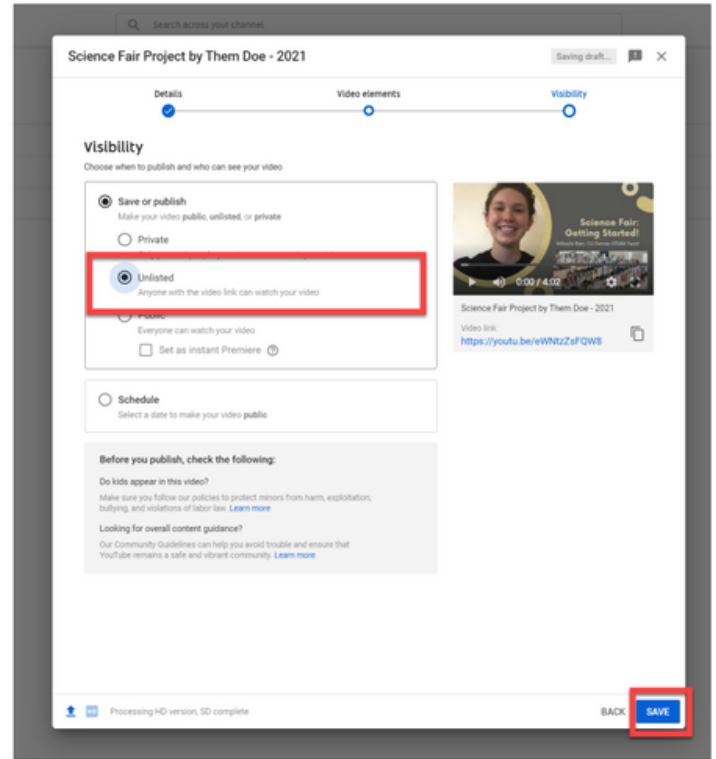 Search across your channel
Science Fair Project by Them Doe - 2021
Saving draft...
Details
Video elements
Visibility
Visibility
Choose when to publish and who can see your video
Save or publish
Make your video public, unlisted, or private
Private
Unlisted
Anyone with the video link can watch your video
Public
Everyone can watch your video
Set as instant Premiere
Schedule
Select a date to make your video public
Before you publish, check the following:
Do kids appear in this video?
Make sure you follow our policies to protect minors from harm, exploitation,
bullying, and violations of labor law. Learn more
Looking for overall content guidance?
Our Community Guidelines can help you avoid trouble and ensure that
YouTube remains a safe and vibrant community. Learn more
Science Fair:
Getting Started!
0:00 / 4:02
Science Fair Project by Them Doe - 2021
Video link
https://youtu.be/eWNtzZsFQW8
HD
Processing HD version, SD complete
BACK
SAVE